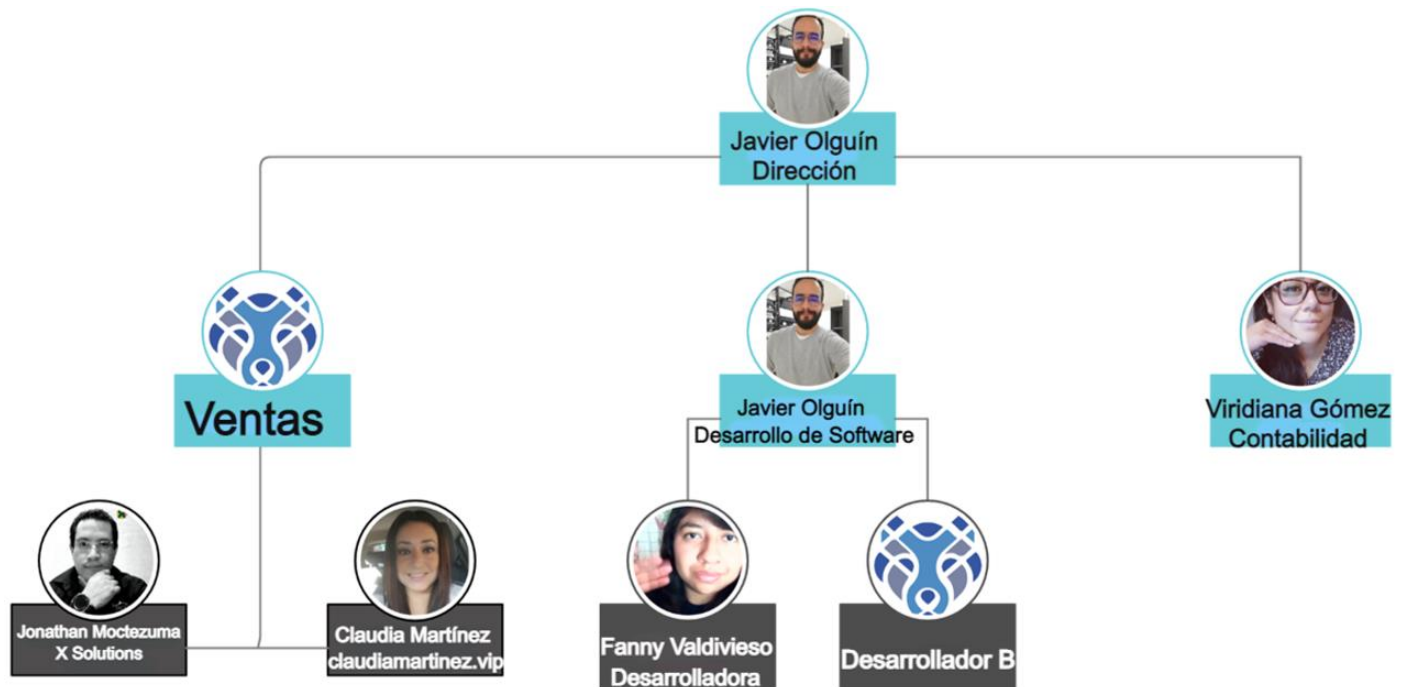 Javier Olguín
Dirección
Ventas
Javier Olguín
Desarrollo de Software
Viridiana Gómez
Contabilidad
Jonathan Moctezuma
X Solutions
Claudia Martínez
claudiamartinez.vip
Fanny Valdivieso
Desarrolladora
Desarrollador B